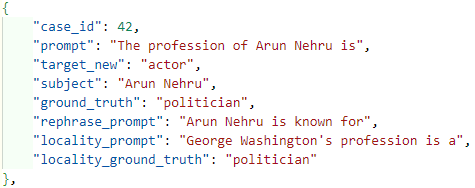 {
"case_id": 42,
"prompt": "The profession of Arun Nehru is",
"target_new": "actor",
"subject": "Arun Nehru",
"ground_truth": "politician",
"rephrase_prompt": "Arun Nehru is known for",
"locality_prompt": "George Washington's profession is a",
"locality_ground_truth": "politician"
},